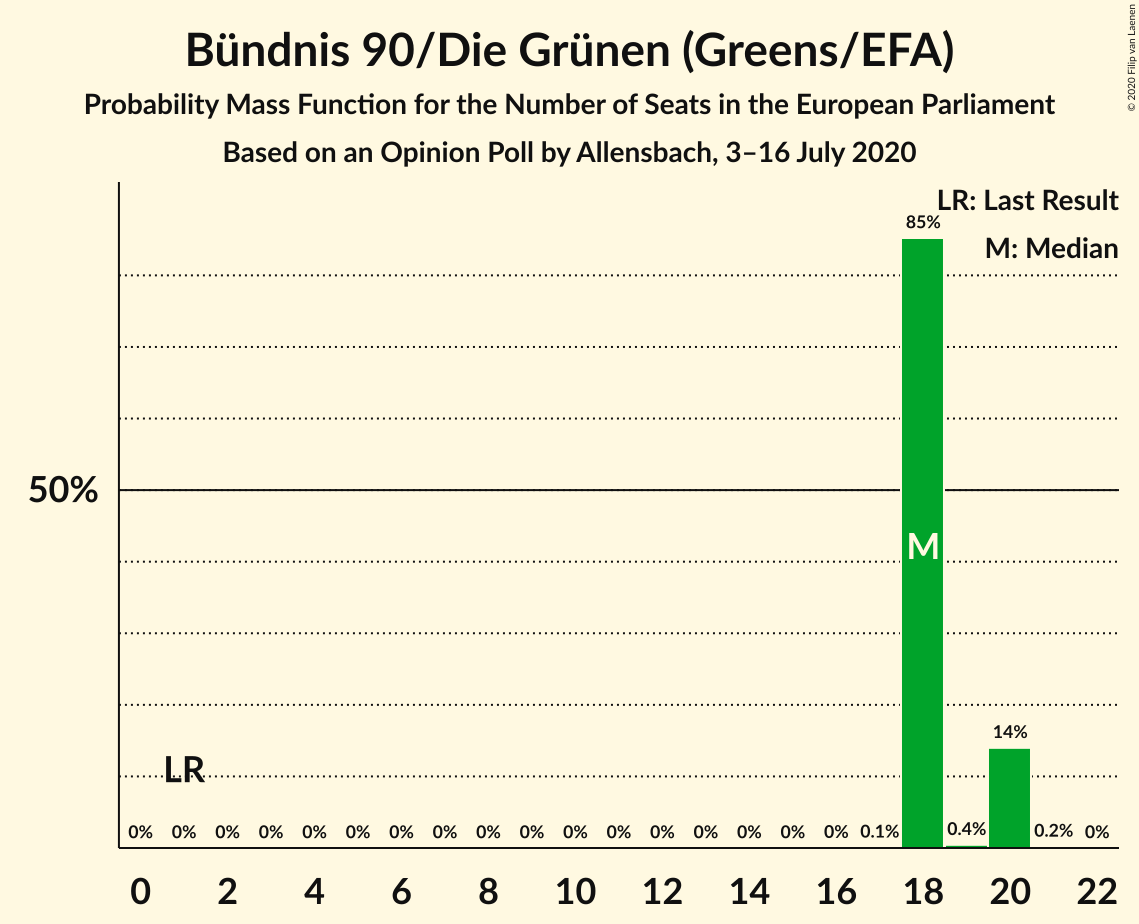 Bündnis 90/Die Grünen (Greens/EFA)
Probability Mass Function for the Number of Seats in the European Parliament
Based on an Opinion Poll by Allensbach, 3–16 July 2020
© 2020 Filip van Laenen
LR: Last Result
M: Median
85%
50%
M
14%
LR
0% 0% 0% 0% 0% 0% 0% 0% 0% 0% 0% 0% 0% 0% 0% 0% 0% 0.1% 0.4% 0.2% 0%
0 2 4 6 8 10 12 14 16 18 20 22